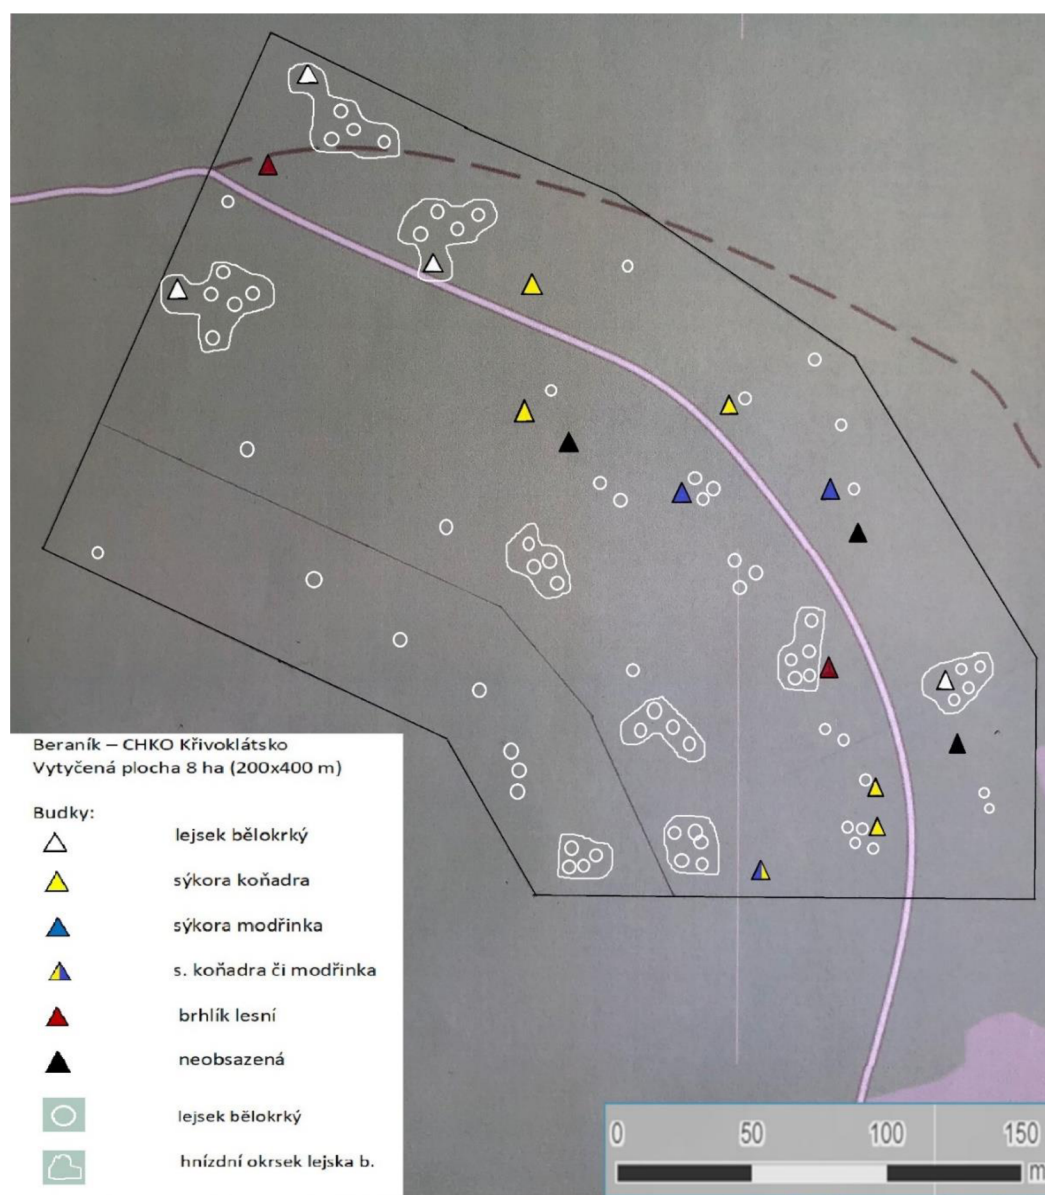 Beraník – CHKO Křivoklátsko
Vytyčená plocha 8 ha (200x400 m)
Budky:
lejsek bělokrký
sýkora koňadra
sýkora modřinka
s. koňadra či modřinka
brhlík lesní
neobsazená
lejsek bělokrký
hnízdní okrsek lejska b.
0 50 100 150
m